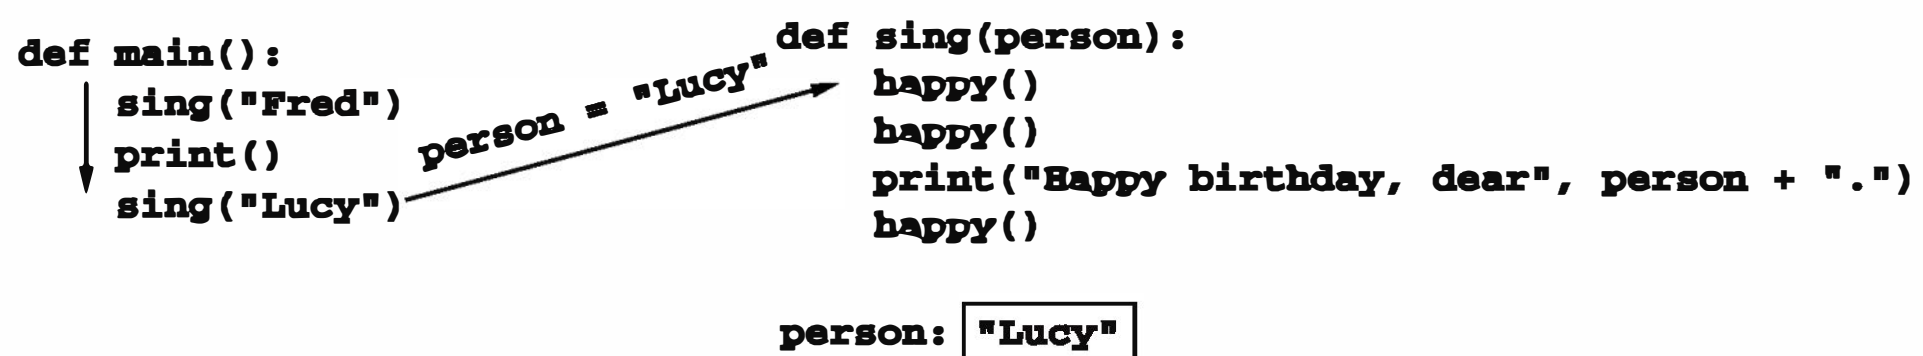 def main():
    sing("Fred")
    print()
    sing("Lucy")
person = "Lucy"
def sing(person):
    happy()
    happy()
    print("Happy birthday, dear", person + ".")
    happy()
person: "Lucy"